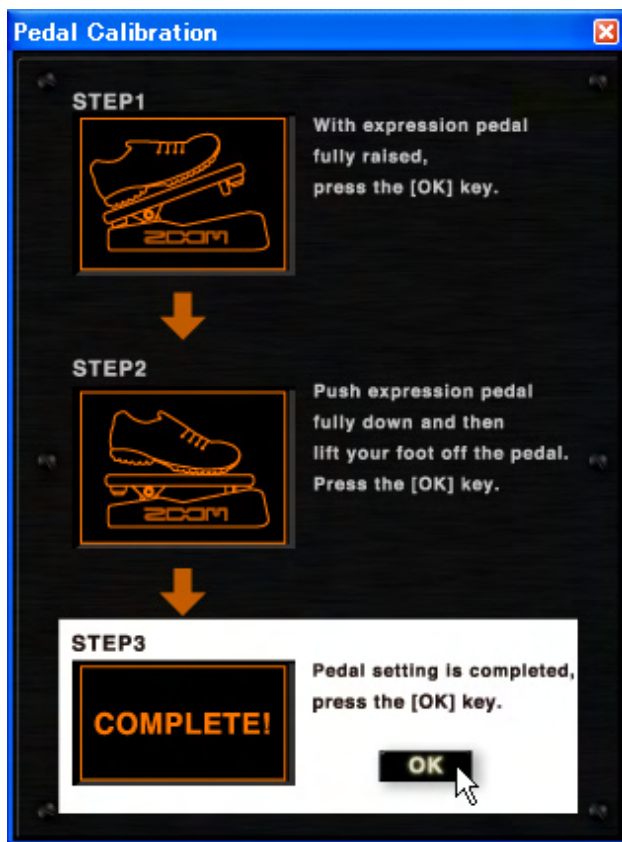 Pedal Calibration
STEP1
With expression pedal
fully raised,
press the [OK] key.
ZOOM
STEP2
Push expression pedal
fully down and then
lift your foot off the pedal.
Press the [OK] key.
ZOOM
STEP3
Pedal setting is completed,
press the [OK] key.
COMPLETE!
OK